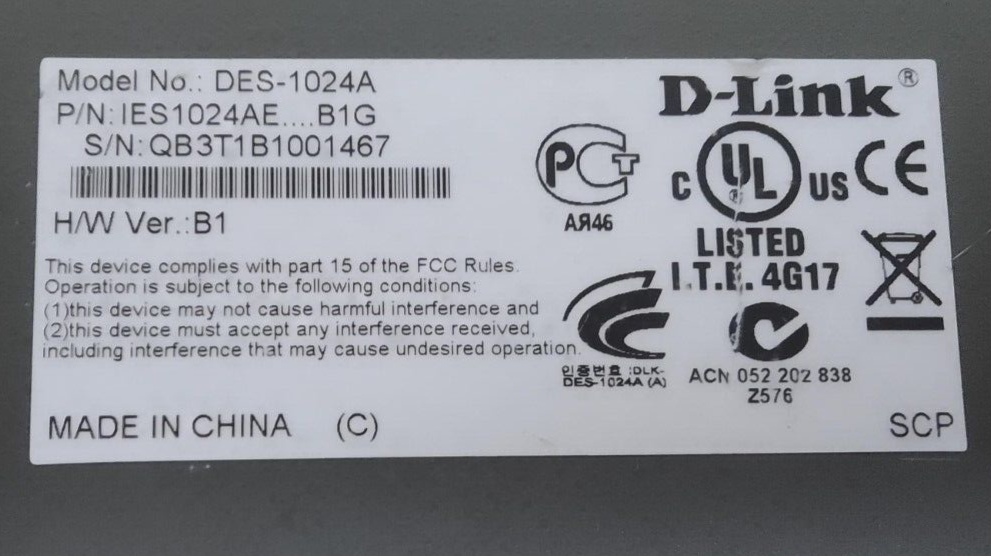 Model No.: DES-1024A
P/N: IES1024AE....B1G
S/N: QB3T1B1001467
H/W Ver.: B1
This device complies with part 15 of the FCC Rules.
Operation is subject to the following conditions:
(1)this device may not cause harmful interference and
(2)this device must accept any interference received,
including interference that may cause undesired operation.
MADE IN CHINA (C)
D-Link®
PCT
АЯ46
C UL US CE
®
LISTED
I.T.E. 4G17
인증번호 :DLK-
DES-1024A (A)
ACN 052 202 838
Z576
SCP